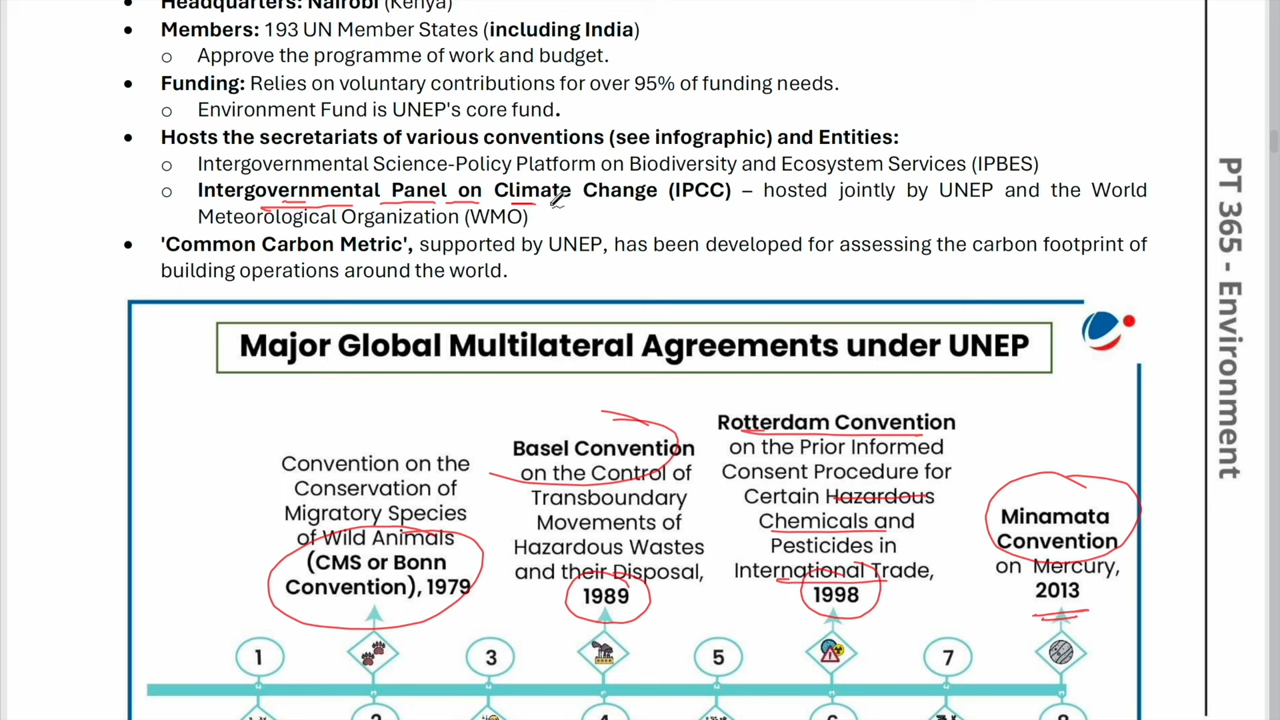 Headquarters: Nairobi (Kenya)
• Members: 193 UN Member States (including India)
o Approve the programme of work and budget.
• Funding: Relies on voluntary contributions for over 95% of funding needs.
o Environment Fund is UNEP's core fund.
• Hosts the secretariats of various conventions (see infographic) and Entities:
o Intergovernmental Science-Policy Platform on Biodiversity and Ecosystem Services (IPBES)
o Intergovernmental Panel on Climate Change (IPCC) – hosted jointly by UNEP and the World
Meteorological Organization (WMO)
• 'Common Carbon Metric', supported by UNEP, has been developed for assessing the carbon footprint of
building operations around the world.
Major Global Multilateral Agreements under UNEP
Convention on the
Conservation of
Migratory Species
of Wild Animals
(CMS or Bonn
Convention), 1979
Basel Convention
on the Control of
Transboundary
Movements of
Hazardous Wastes
and their Disposal,
1989
Rotterdam Convention
on the Prior Informed
Consent Procedure for
Certain Hazardous
Chemicals and
Pesticides in
International Trade,
1998
Minamata
Convention
on Mercury,
2013
1
3
5
7
2
4
6
8
PT 365 - Environment